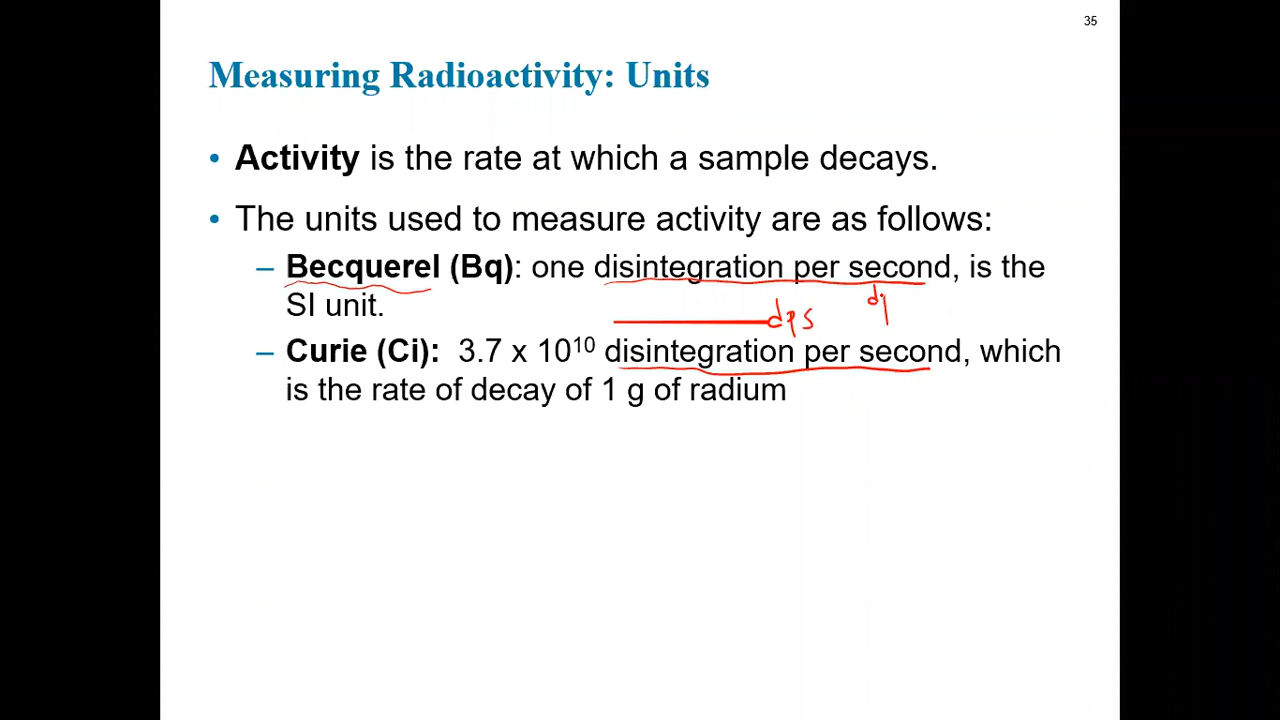 35
Measuring Radioactivity: Units
• Activity is the rate at which a sample decays.
• The units used to measure activity are as follows:
– Becquerel (Bq): one disintegration per second, is the
SI unit.
dps
– Curie (Ci): 3.7 x 10¹⁰ disintegration per second, which
is the rate of decay of 1 g of radium